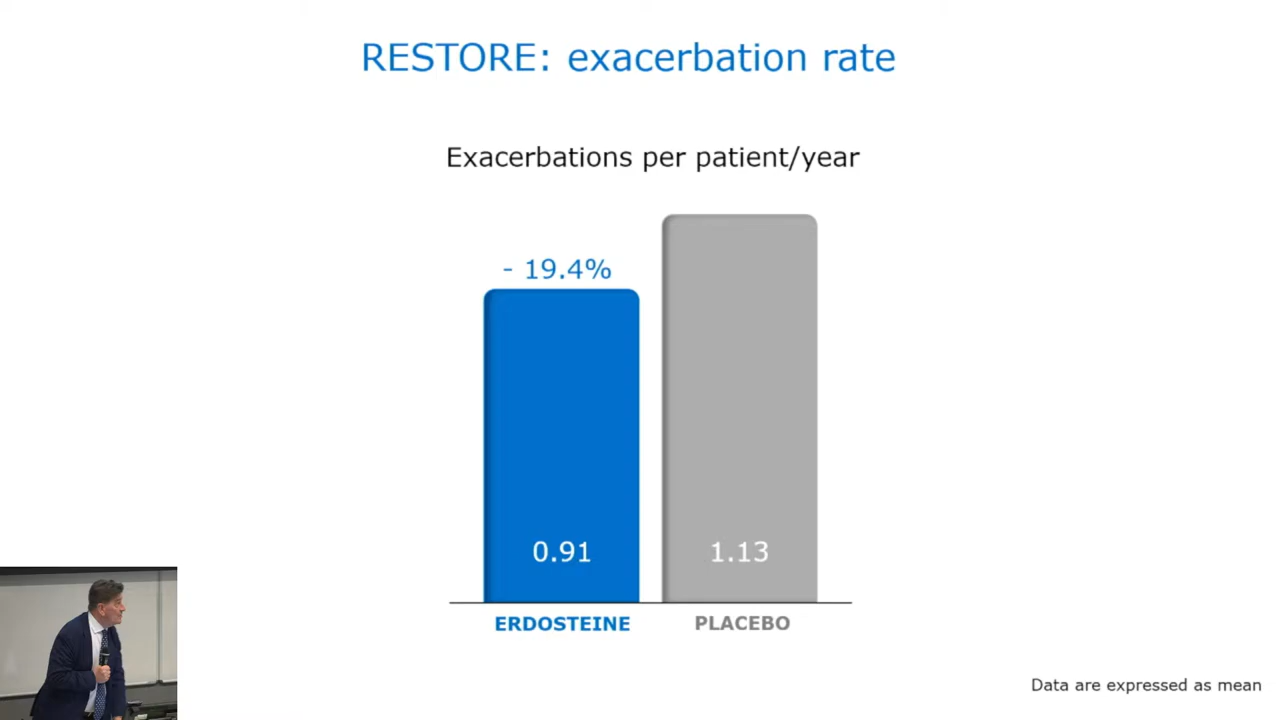 RESTORE: exacerbation rate
Exacerbations per patient/year
- 19.4%
0.91
1.13
ERDOSTEINE
PLACEBO
Data are expressed as mean